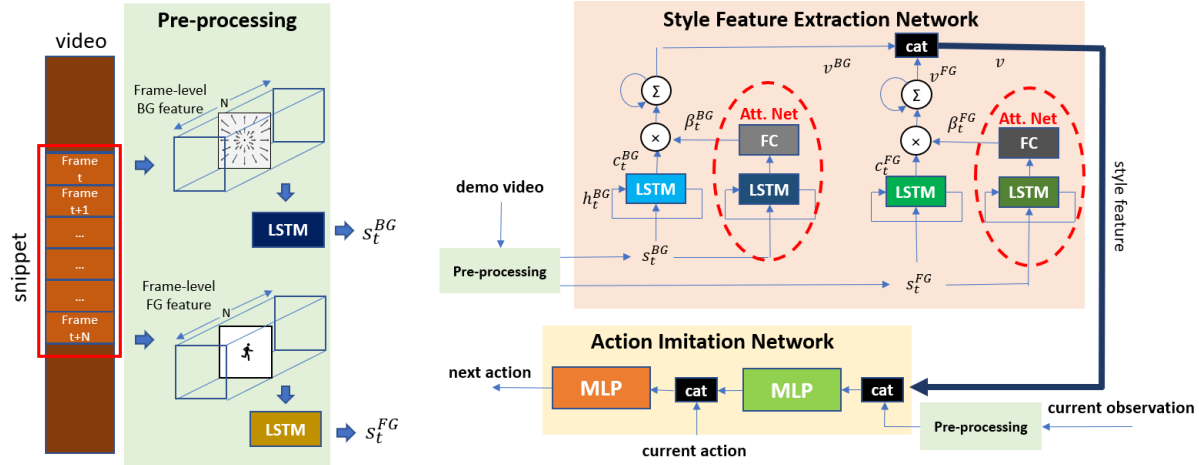 video
Pre-processing
snippet
Frame
t
Frame
t+1
...
...
...
Frame
t+N
Frame-level
BG feature
N
LSTM
s_t^{BG}
Frame-level
FG feature
N
LSTM
s_t^{FG}
Style Feature Extraction Network
cat
v^{BG}
v^{FG}
v
Σ
Σ
×
β_t^{BG}
Att. Net
FC
×
β_t^{FG}
Att. Net
FC
c_t^{BG}
c_t^{FG}
h_t^{BG}
LSTM
LSTM
LSTM
LSTM
demo video
Pre-processing
s_t^{BG}
s_t^{FG}
style feature
Action Imitation Network
next action
MLP
cat
MLP
cat
current action
Pre-processing
current observation